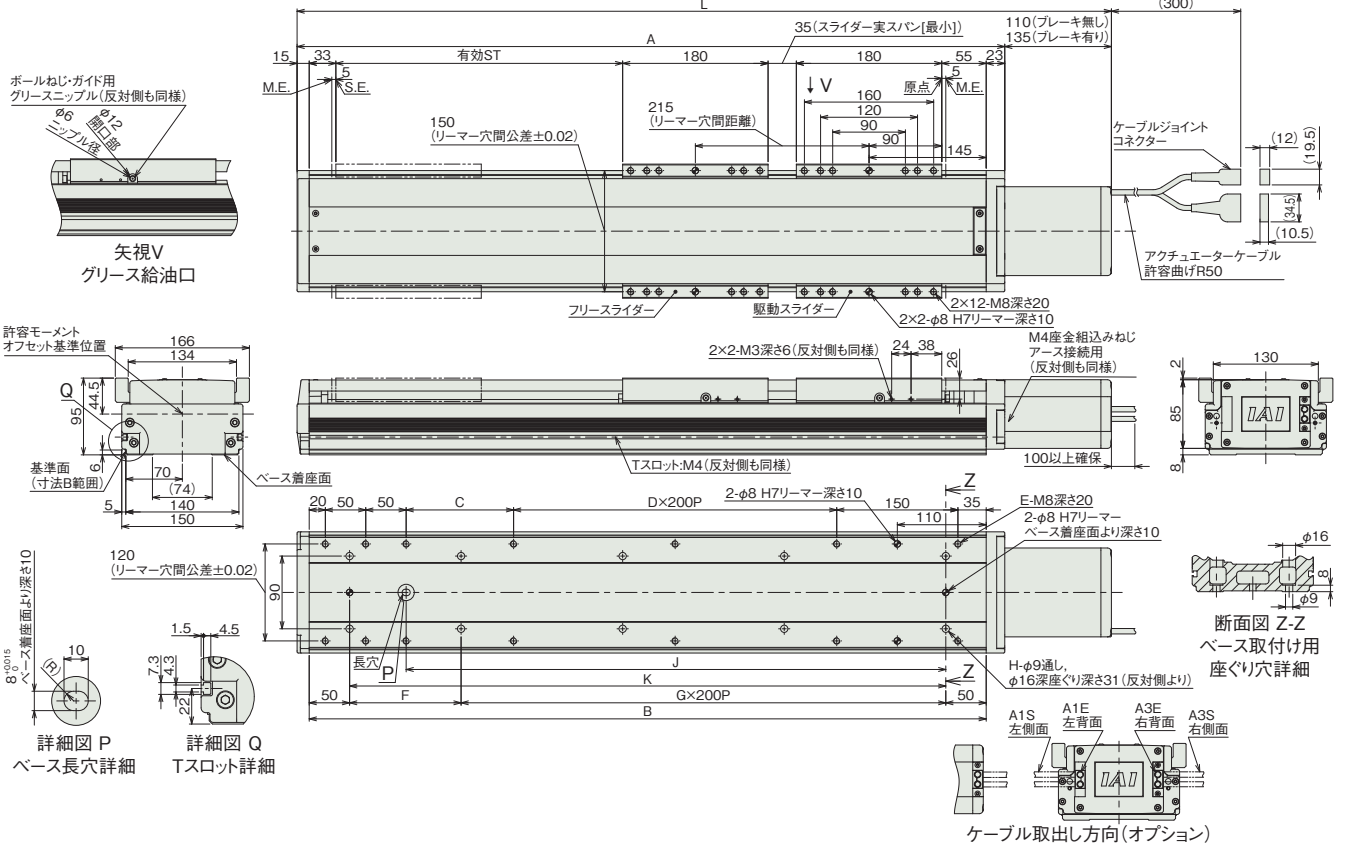 L
(300)
A
35(スライダー実スパン[最小])
110(ブレーキ無し)
135(ブレーキ有り)
15
33
有効ST
180
180
55
23
5
M.E.
S.E.
↓V
原点
5
M.E.
160
120
90
215
(リーマー穴間距離)
150
(リーマー穴間公差±0.02)
90
145
ボールねじ・ガイド用
グリースニップル(反対側も同様)
φ6
ニップル径
φ12
開口部
矢視V
グリース給油口
ケーブルジョイント
コネクター
(12)
(19.5)
(34.5)
(10.5)
アクチュエーターケーブル
許容曲げR50
フリースライダー
駆動スライダー
2×12-M8深さ20
2×2-φ8 H7リーマー深さ10
許容モーメント
オフセット基準位置
166
134
Q
95
44.5
6
基準面
(寸法B範囲)
70
(74)
ベース着座面
5
140
150
2×2-M3深さ6(反対側も同様)
24
38
26
M4座金組込みねじ
アース接続用
(反対側も同様)
Tスロット:M4(反対側も同様)
100以上確保
130
2
85
8
IAI
20
50
50
C
D×200P
2-φ8 H7リーマー深さ10
150
35
110
Z
E-M8深さ20
2-φ8 H7リーマー
ベース着座面より深さ10
120
(リーマー穴間公差±0.02)
90
長穴
P
J
K
Z
H-φ9通し,
φ16深座ぐり深さ31(反対側より)
50
F
G×200P
50
B
φ16
8
φ9
断面図 Z-Z
ベース取付け用
座ぐり穴詳細
8 +0.015 0
ベース着座面より深さ10
10
(R)
詳細図 P
ベース長穴詳細
1.5
4.5
7.3
4.3
22
詳細図 Q
Tスロット詳細
A1S
左側面
A1E
左背面
A3E
右背面
A3S
右側面
IAI
ケーブル取出し方向(オプション)